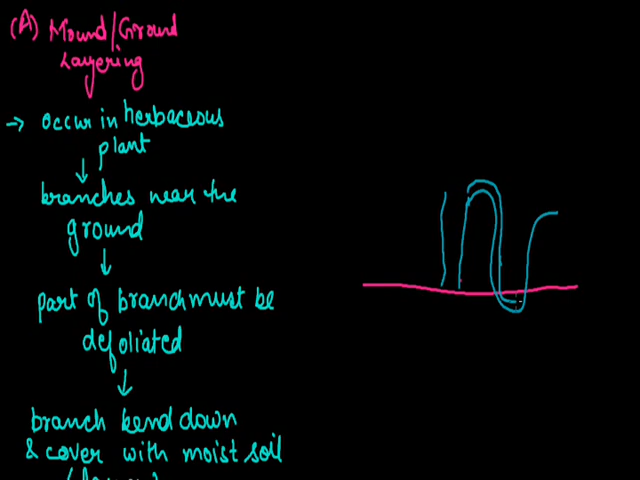 (A) Mound/Ground
Layering
→ occur in herbaceous
plant
↓
branches near the
ground
↓
part of branch must be
defoliated
↓
branch bend down
& cover with moist soil